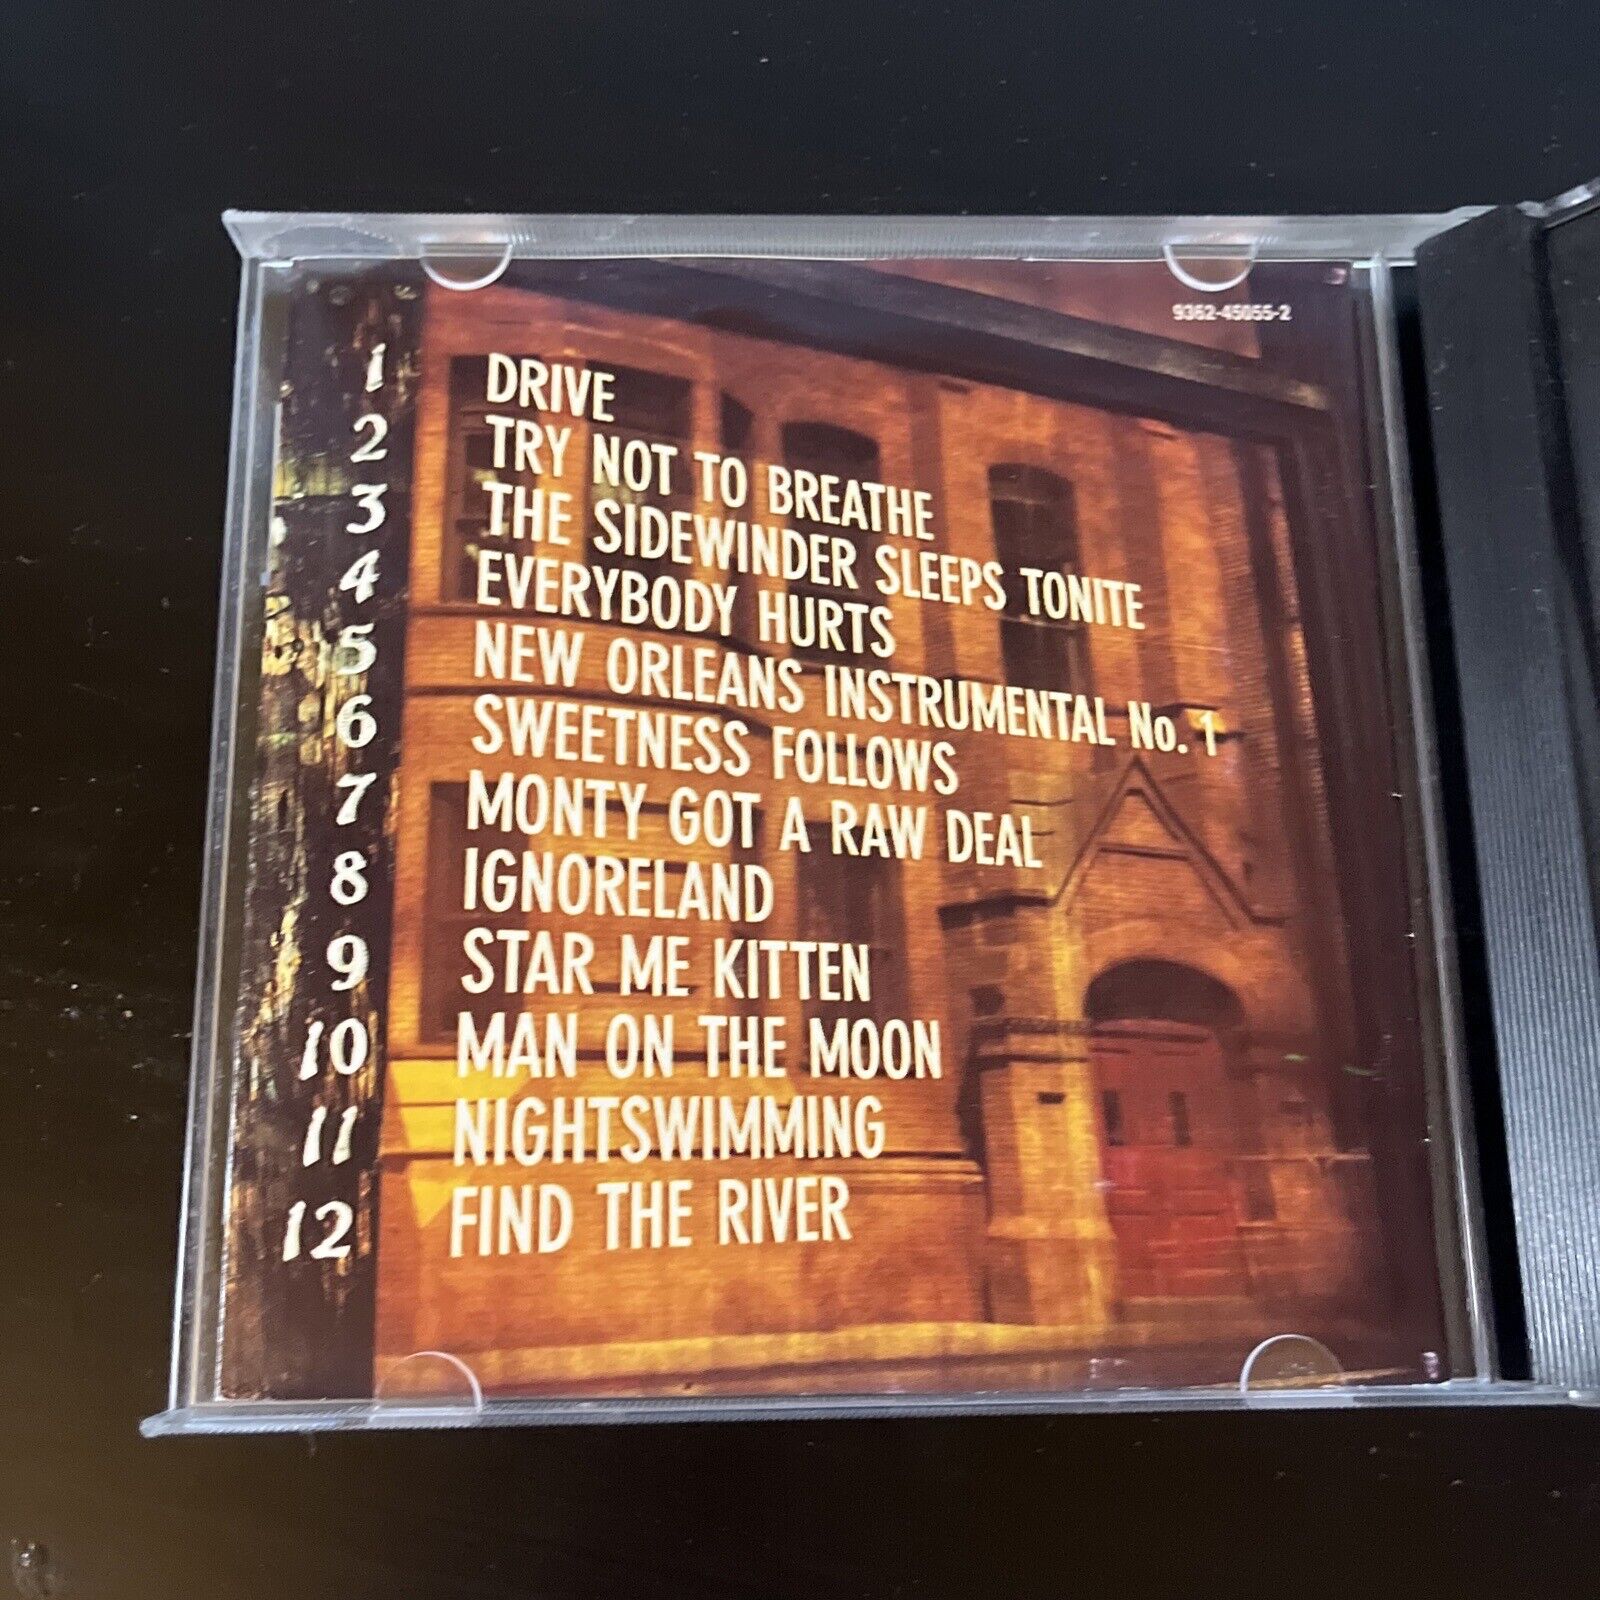 9362-45055-2
1 DRIVE
2 TRY NOT TO BREATHE
3 THE SIDEWINDER SLEEPS TONITE
4 EVERYBODY HURTS
5 NEW ORLEANS INSTRUMENTAL No. 1
6 SWEETNESS FOLLOWS
7 MONTY GOT A RAW DEAL
8 IGNORELAND
9 STAR ME KITTEN
10 MAN ON THE MOON
11 NIGHTSWIMMING
12 FIND THE RIVER